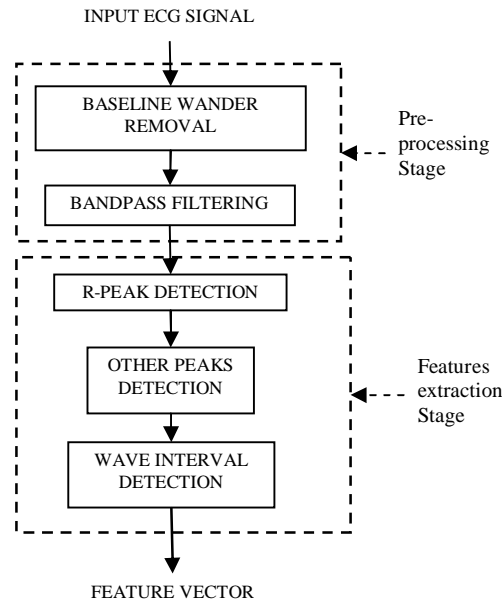 INPUT ECG SIGNAL
BASELINE WANDER
REMOVAL
Pre-
processing
Stage
BANDPASS FILTERING
R-PEAK DETECTION
OTHER PEAKS
DETECTION
Features
extraction
Stage
WAVE INTERVAL
DETECTION
FEATURE VECTOR